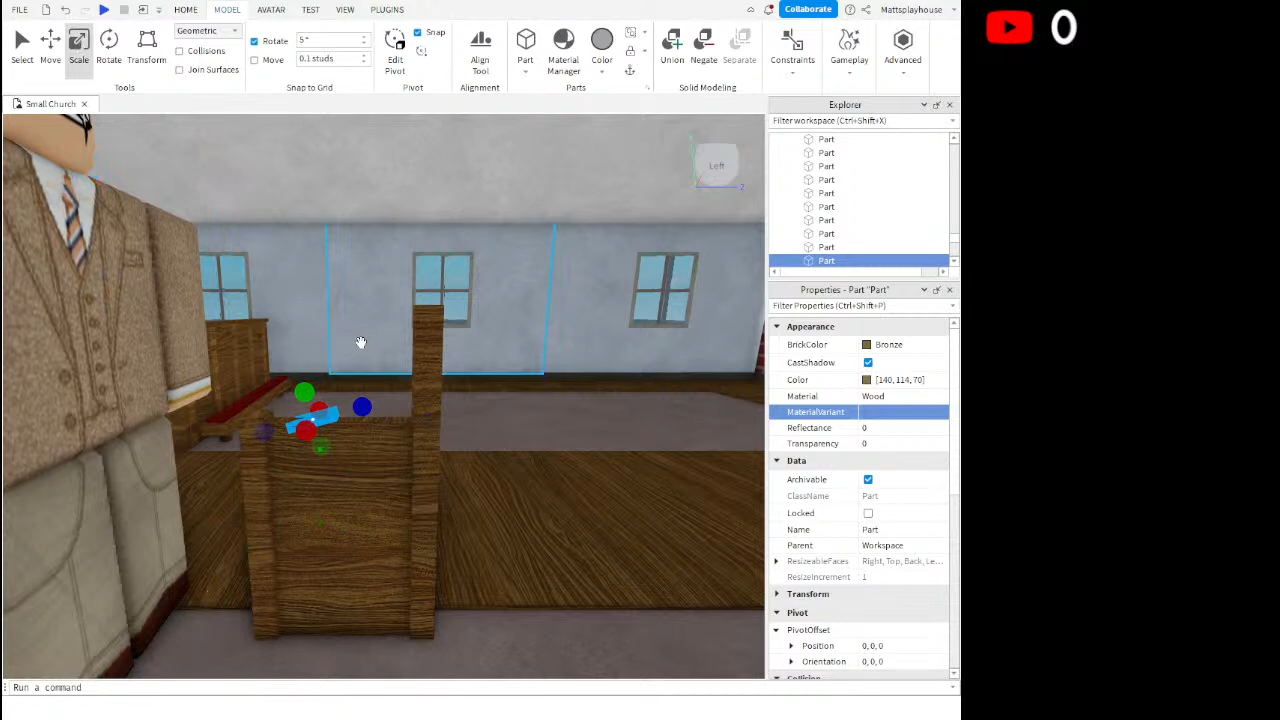 FILE EDIT HOME MODEL AVATAR TEST VIEW PLUGINS Collaborate Share Mattsplayhouse
Select Move Scale Rotate Transform
Geometric
Collisions
Join Surfaces
Tools
Rotate 5 °
Move 0.1 studs
Snap to Grid
Edit Pivot
Snap
Pivot
Align Tool
Alignment
Part Material Manager Color
Parts
Union Negate Separate
Solid Modeling
Constraints Gameplay Advanced
Small Church
Left
Z
Explorer
Filter workspace (Ctrl+Shift+X)
Part
Part
Part
Part
Part
Part
Part
Part
Part
Part
Properties - Part "Part"
Filter Properties (Ctrl+Shift+P)
Appearance
BrickColor Bronze
CastShadow
Color [140, 114, 70]
Material Wood
MaterialVariant
Reflectance 0
Transparency 0
Data
Archivable
ClassName Part
Locked
Name Part
Parent Workspace
ResizeableFaces Right, Top, Back, Le...
ResizeIncrement 1
Transform
Pivot
PivotOffset
Position 0,0,0
Orientation 0,0,0
Collision
Run a command
0